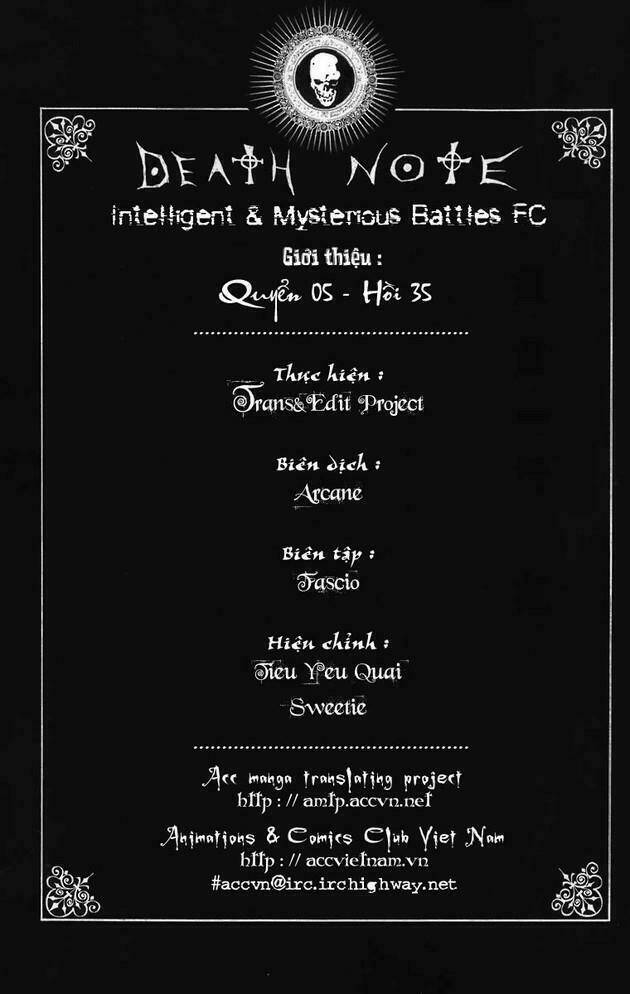 DEATH NOTE
Intelligent & Mysterious Battles FC
Giới thiệu :
Quyển 05 - Hồi 35
Thực hiện :
Trans&Edit Project
Biên dịch :
Arcane
Biên tập :
Fascio
Hiệu chỉnh :
Tieu Yeu Quai
Sweetie
Acc manga translating project
http : // amtp.accvn.net
Animations & Comics Club Viet Nam
http : // accvietnam.vn
#accvn@irc.irchighway.net